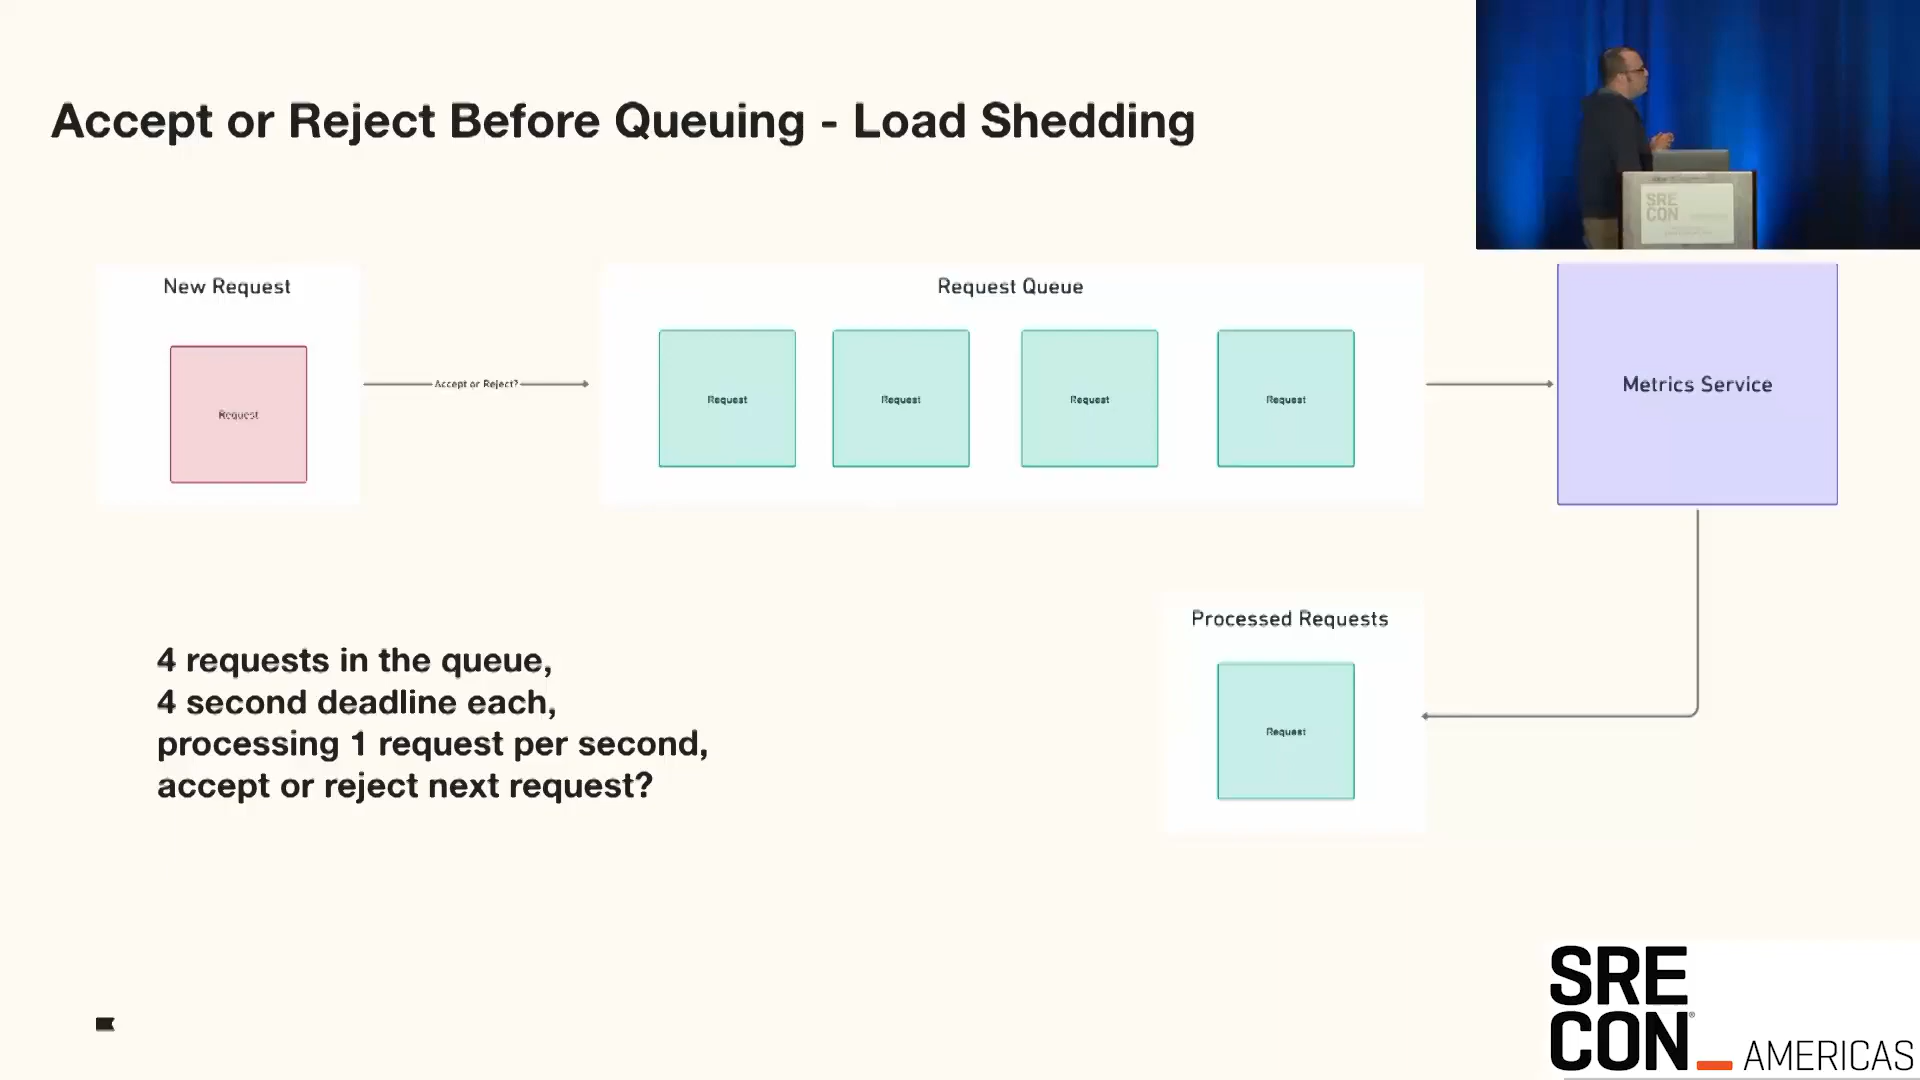 Accept or Reject Before Queuing - Load Shedding
SRE
CON
New Request
Request
Accept or Reject?
Request Queue
Request
Request
Request
Request
Metrics Service
Processed Requests
Request
4 requests in the queue,
4 second deadline each,
processing 1 request per second,
accept or reject next request?
SRE
CON
AMERICAS